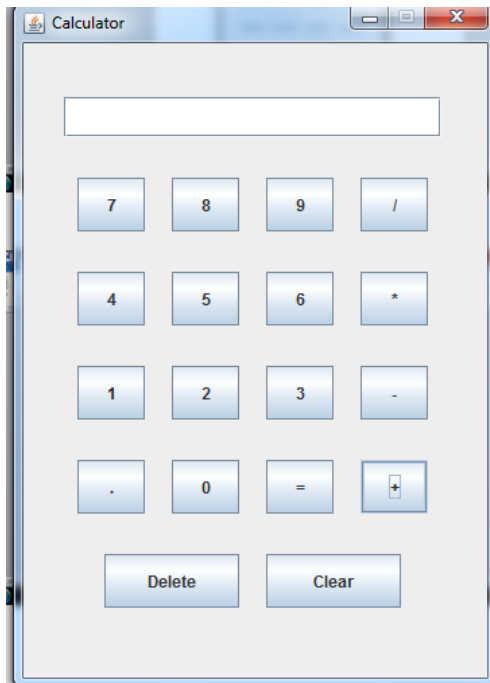 Calculator
7 8 9 /
4 5 6 *
1 2 3 -
. 0 = +
Delete Clear